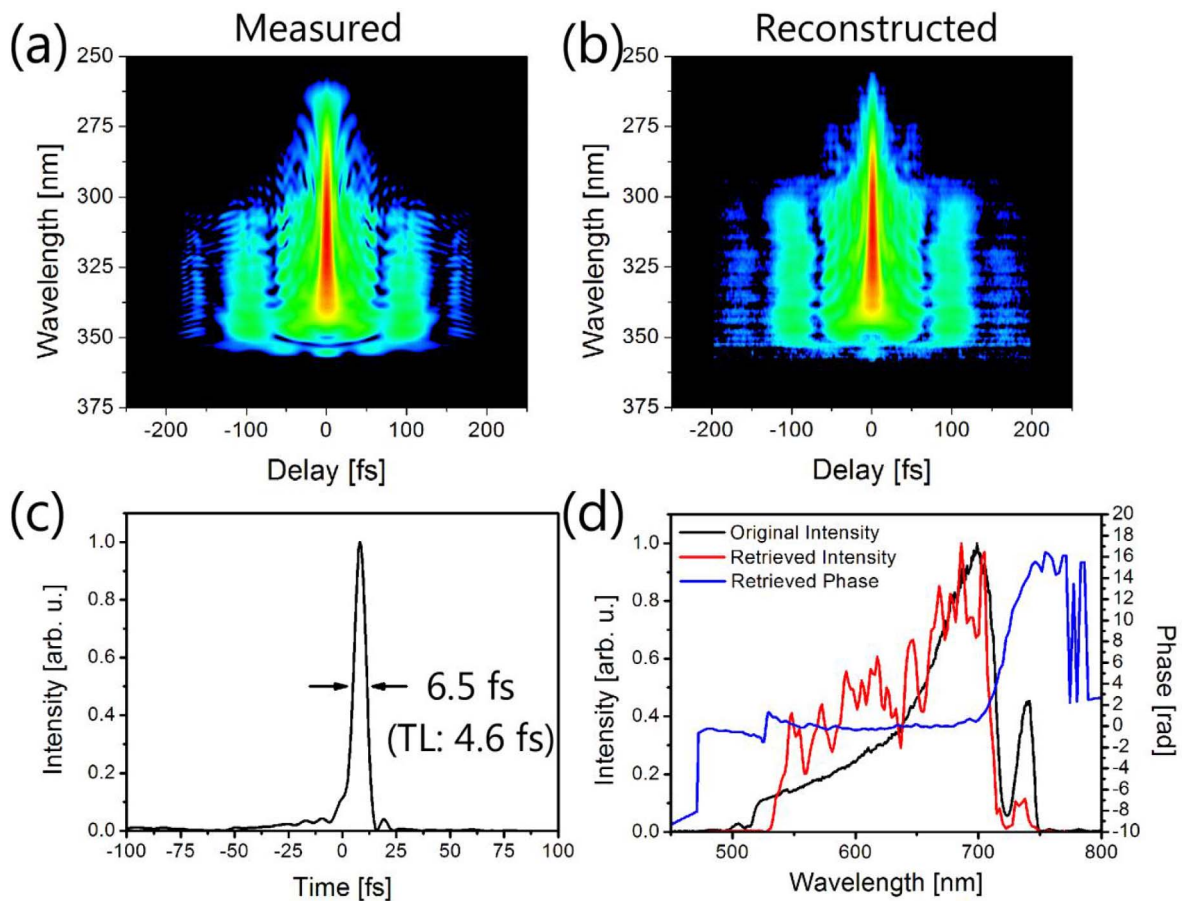 (a) Measured
Wavelength [nm]
250
275
300
325
350
375
-200 -100 0 100 200
Delay [fs]
(b) Reconstructed
Wavelength [nm]
250
275
300
325
350
375
-200 -100 0 100 200
Delay [fs]
(c)
Intensity [arb. u.]
1.0
0.8
0.6
0.4
0.2
0.0
6.5 fs
(TL: 4.6 fs)
-100 -75 -50 -25 0 25 50 75 100
Time [fs]
(d)
Original Intensity
Retrieved Intensity
Retrieved Phase
Intensity [arb. u.]
1.0
0.8
0.6
0.4
0.2
0.0
500 600 700 800
Wavelength [nm]
20
18
16
14
12
10
8
6
4
2
0
-2
-4
-6
-8
-10
Phase [rad]